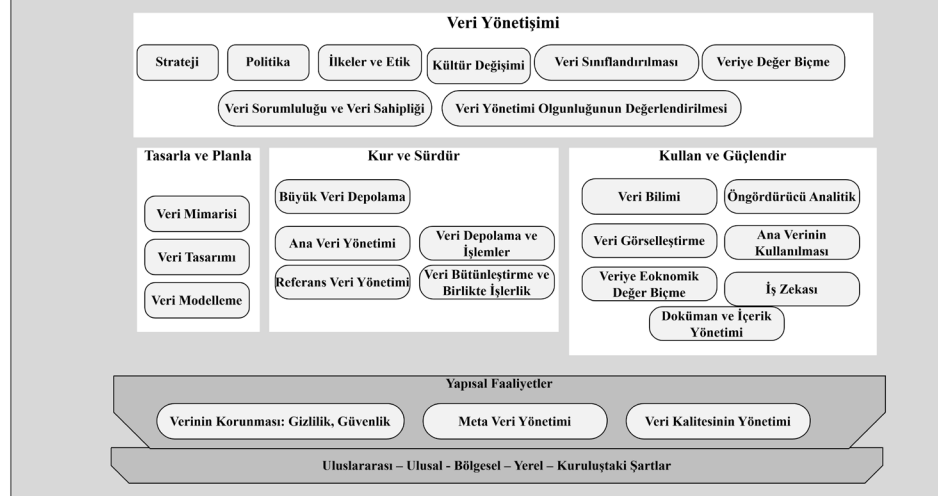 Veri Yönetişimi
Strateji
Politika
İlkeler ve Etik
Kültür Değişimi
Veri Sınıflandırılması
Veriye Değer Biçme
Veri Sorumluluğu ve Veri Sahipliği
Veri Yönetimi Olgunluğunun Değerlendirilmesi
Tasarla ve Planla
Veri Mimarisi
Veri Tasarımı
Veri Modelleme
Kur ve Sürdür
Büyük Veri Depolama
Ana Veri Yönetimi
Veri Depolama ve
İşlemler
Referans Veri Yönetimi
Veri Bütünleştirme ve
Birlikte İşlerlik
Kullan ve Güçlendir
Veri Bilimi
Öngördürücü Analitik
Veri Görselleştirme
Ana Verinin
Kullanılması
Veriye Eoknomik
Değer Biçme
İş Zekası
Doküman ve İçerik
Yönetimi
Yapısal Faaliyetler
Verinin Korunması: Gizlilik, Güvenlik
Meta Veri Yönetimi
Veri Kalitesinin Yönetimi
Uluslararası – Ulusal - Bölgesel – Yerel – Kuruluştaki Şartlar